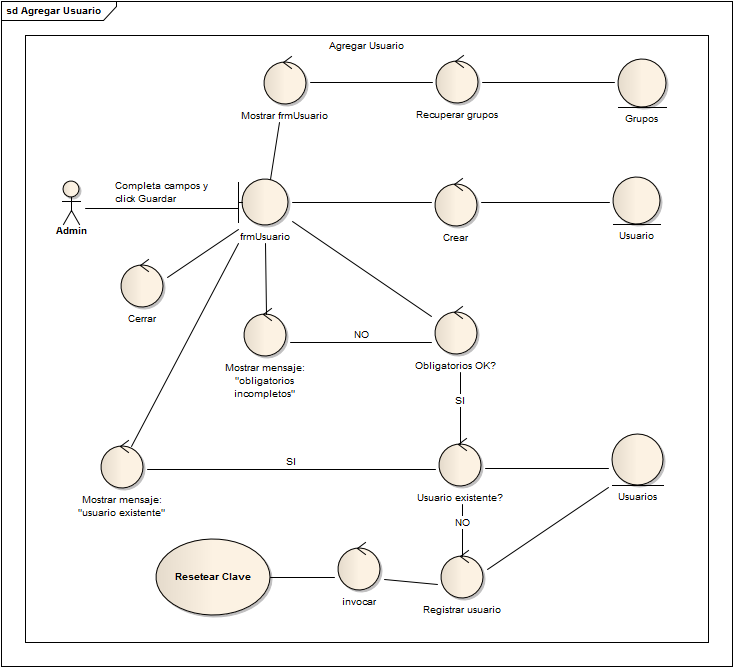 sd Agregar Usuario
Agregar Usuario
Mostrar frmUsuario
Recuperar grupos
Grupos
Completa campos y
click Guardar
Admin
frmUsuario
Crear
Usuario
Cerrar
NO
Mostrar mensaje:
"obligatorios
incompletos"
Obligatorios OK?
SI
SI
Mostrar mensaje:
"usuario existente"
Usuario existente?
Usuarios
NO
Resetear Clave
invocar
Registrar usuario